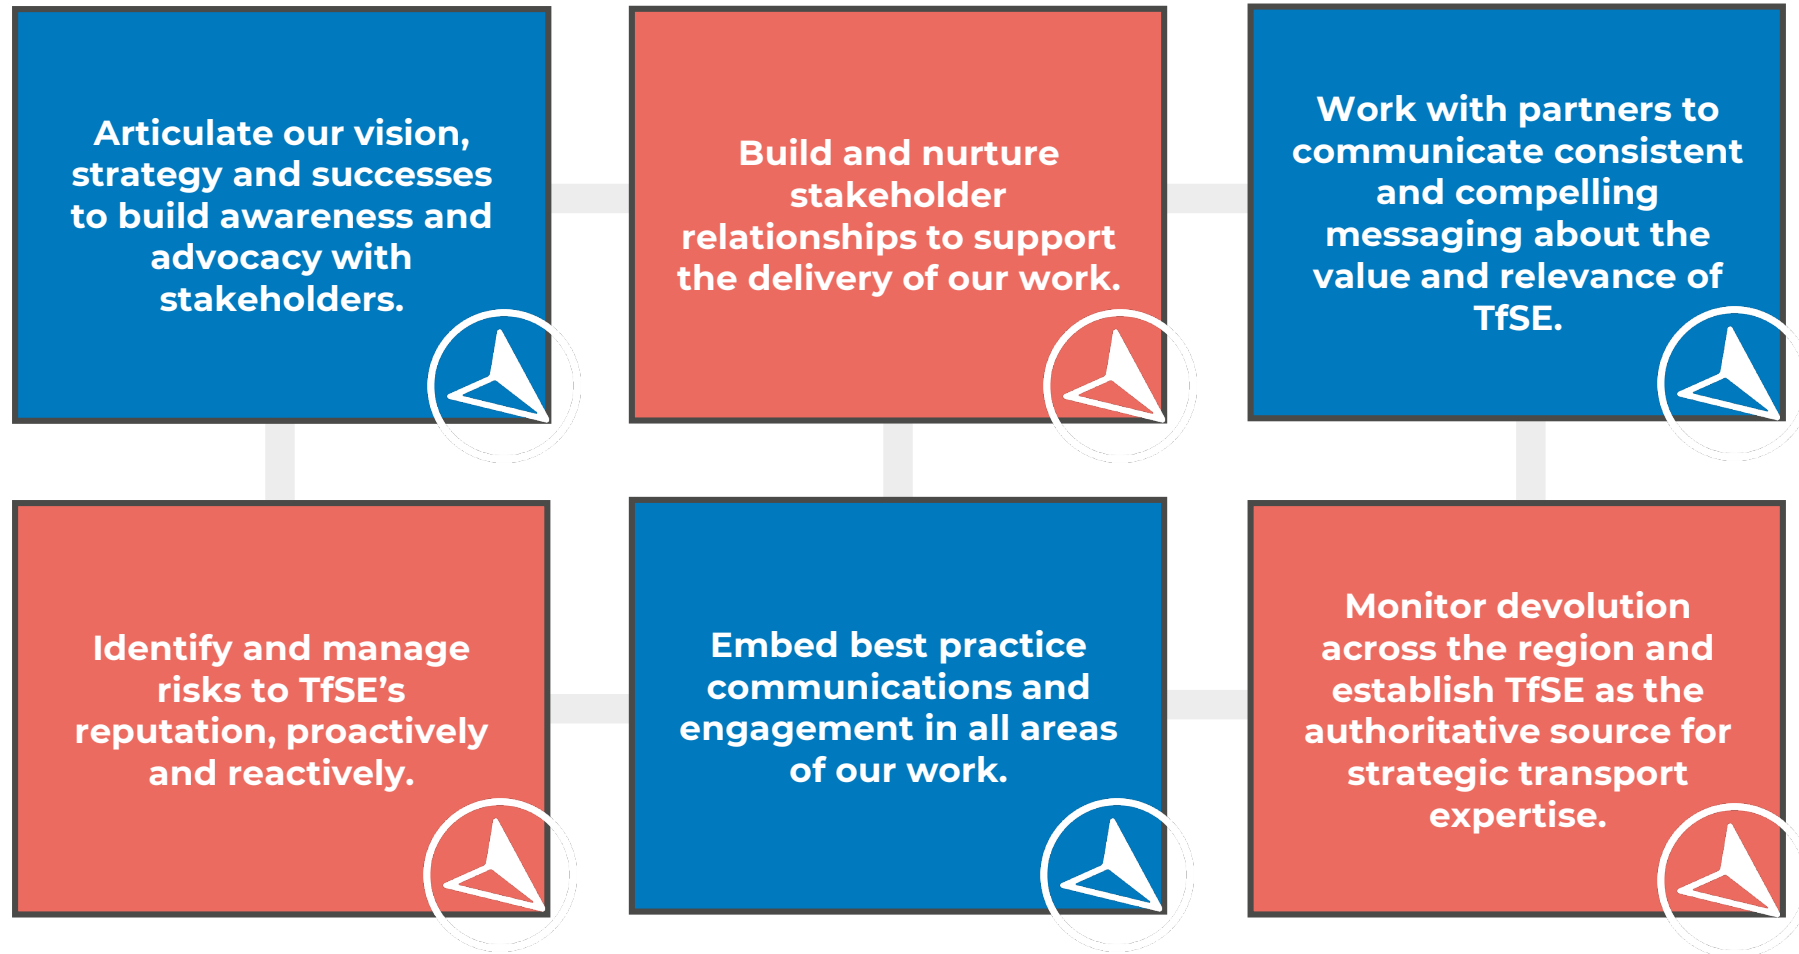 Articulate our vision,
strategy and successes
to build awareness and
advocacy with
stakeholders.
Build and nurture
stakeholder
relationships to support
the delivery of our work.
Work with partners to
communicate consistent
and compelling
messaging about the
value and relevance of
TfSE.
Identify and manage
risks to TfSE’s
reputation, proactively
and reactively.
Embed best practice
communications and
engagement in all areas
of our work.
Monitor devolution
across the region and
establish TfSE as the
authoritative source for
strategic transport
expertise.